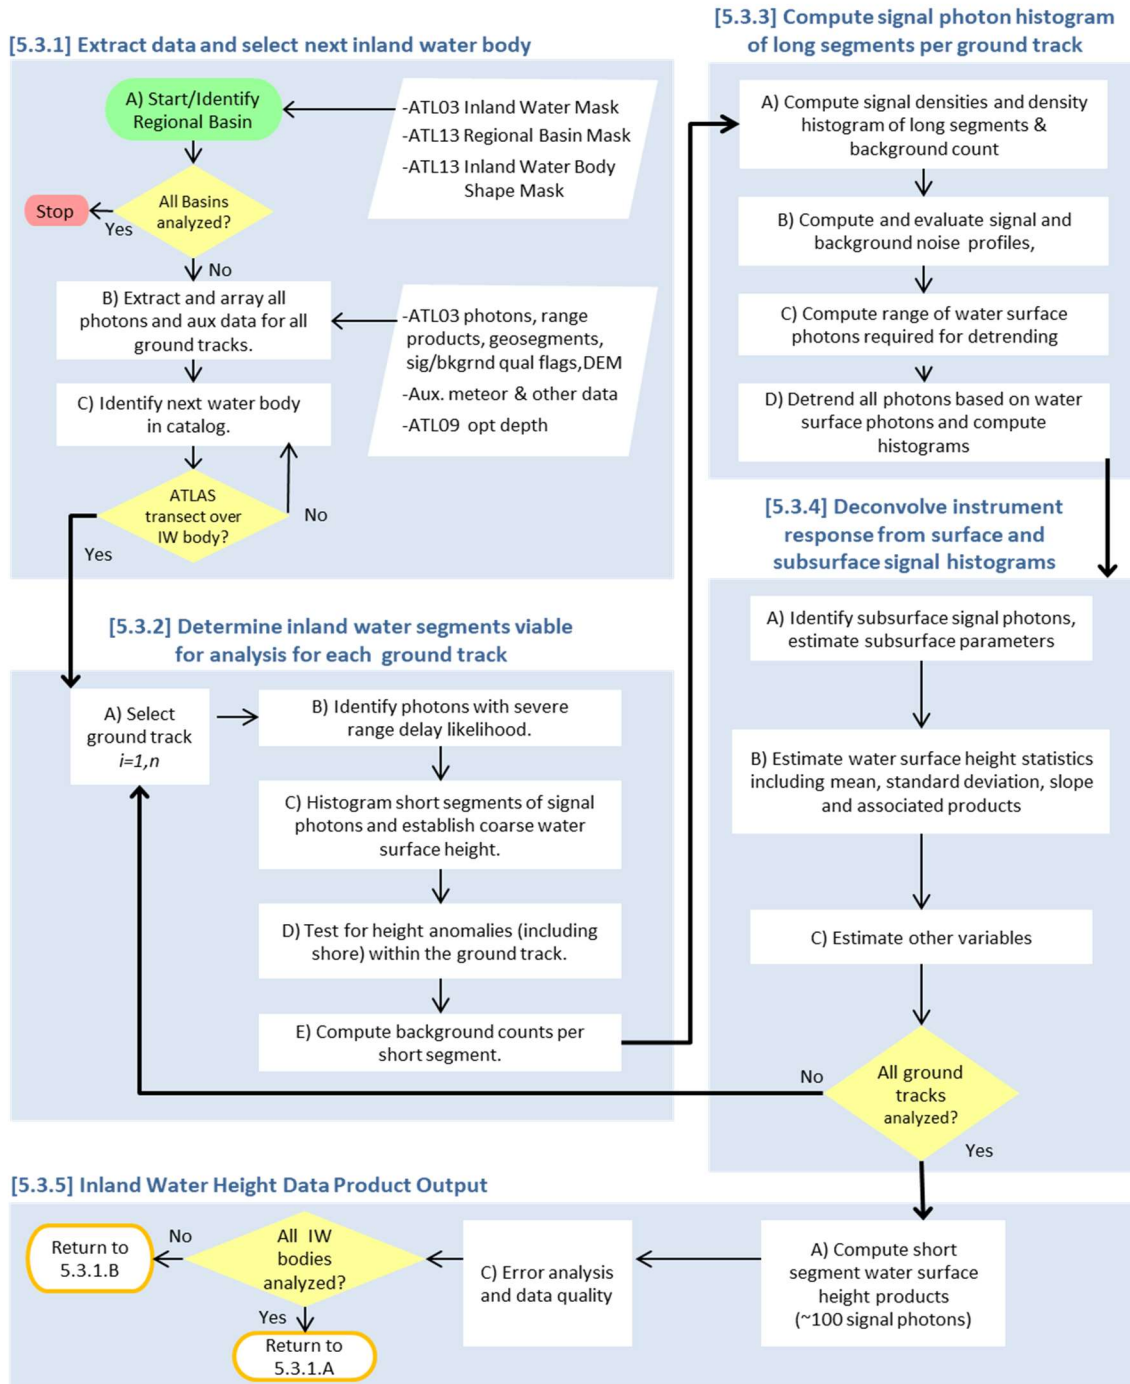 [5.3.1] Extract data and select next inland water body
A) Start/Identify
Regional Basin
-ATL03 Inland Water Mask
-ATL13 Regional Basin Mask
-ATL13 Inland Water Body
Shape Mask
All Basins
analyzed?
Stop
Yes
No
B) Extract and array all
photons and aux data for all
ground tracks.
-ATL03 photons, range
products, geosegments,
sig/bkgrnd qual flags,DEM
-Aux. meteor & other data
-ATL09 opt depth
C) Identify next water body
in catalog.
ATLAS
transect over
IW body?
No
Yes
[5.3.2] Determine inland water segments viable
for analysis for each ground track
A) Select
ground track
i=1,n
B) Identify photons with severe
range delay likelihood.
C) Histogram short segments of signal
photons and establish coarse water
surface height.
D) Test for height anomalies (including
shore) within the ground track.
E) Compute background counts per
short segment.
[5.3.3] Compute signal photon histogram
of long segments per ground track
A) Compute signal densities and density
histogram of long segments &
background count
B) Compute and evaluate signal and
background noise profiles,
C) Compute range of water surface
photons required for detrending
D) Detrend all photons based on water
surface photons and compute
histograms
[5.3.4] Deconvolve instrument
response from surface and
subsurface signal histograms
A) Identify subsurface signal photons,
estimate subsurface parameters
B) Estimate water surface height statistics
including mean, standard deviation, slope
and associated products
C) Estimate other variables
All ground
tracks
analyzed?
No
Yes
[5.3.5] Inland Water Height Data Product Output
A) Compute short
segment water surface
height products
(~100 signal photons)
C) Error analysis
and data quality
All IW
bodies
analyzed?
No
Return to
5.3.1.B
Yes
Return to
5.3.1.A